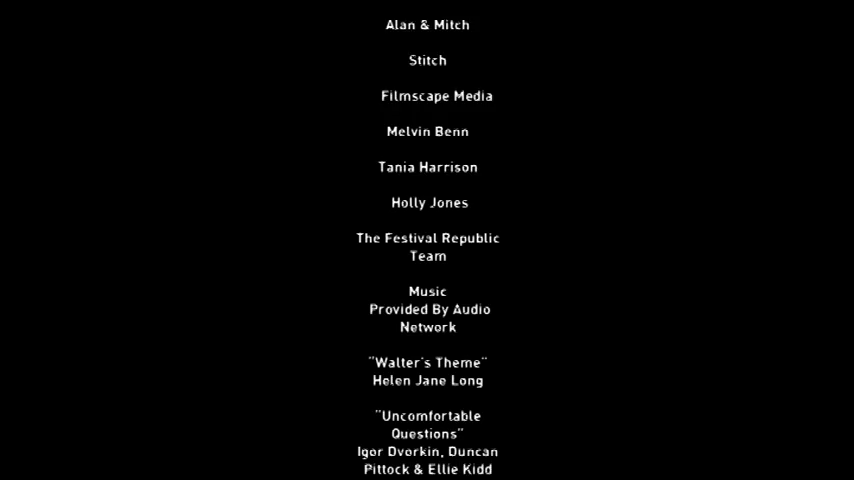 Alan & Mitch
Stitch
Filmscape Media
Melvin Benn
Tania Harrison
Holly Jones
The Festival Republic
Team
Music
Provided By Audio
Network
"Walter's Theme"
Helen Jane Long
"Uncomfortable
Questions"
Igor Dvorkin, Duncan
Pittock & Ellie Kidd